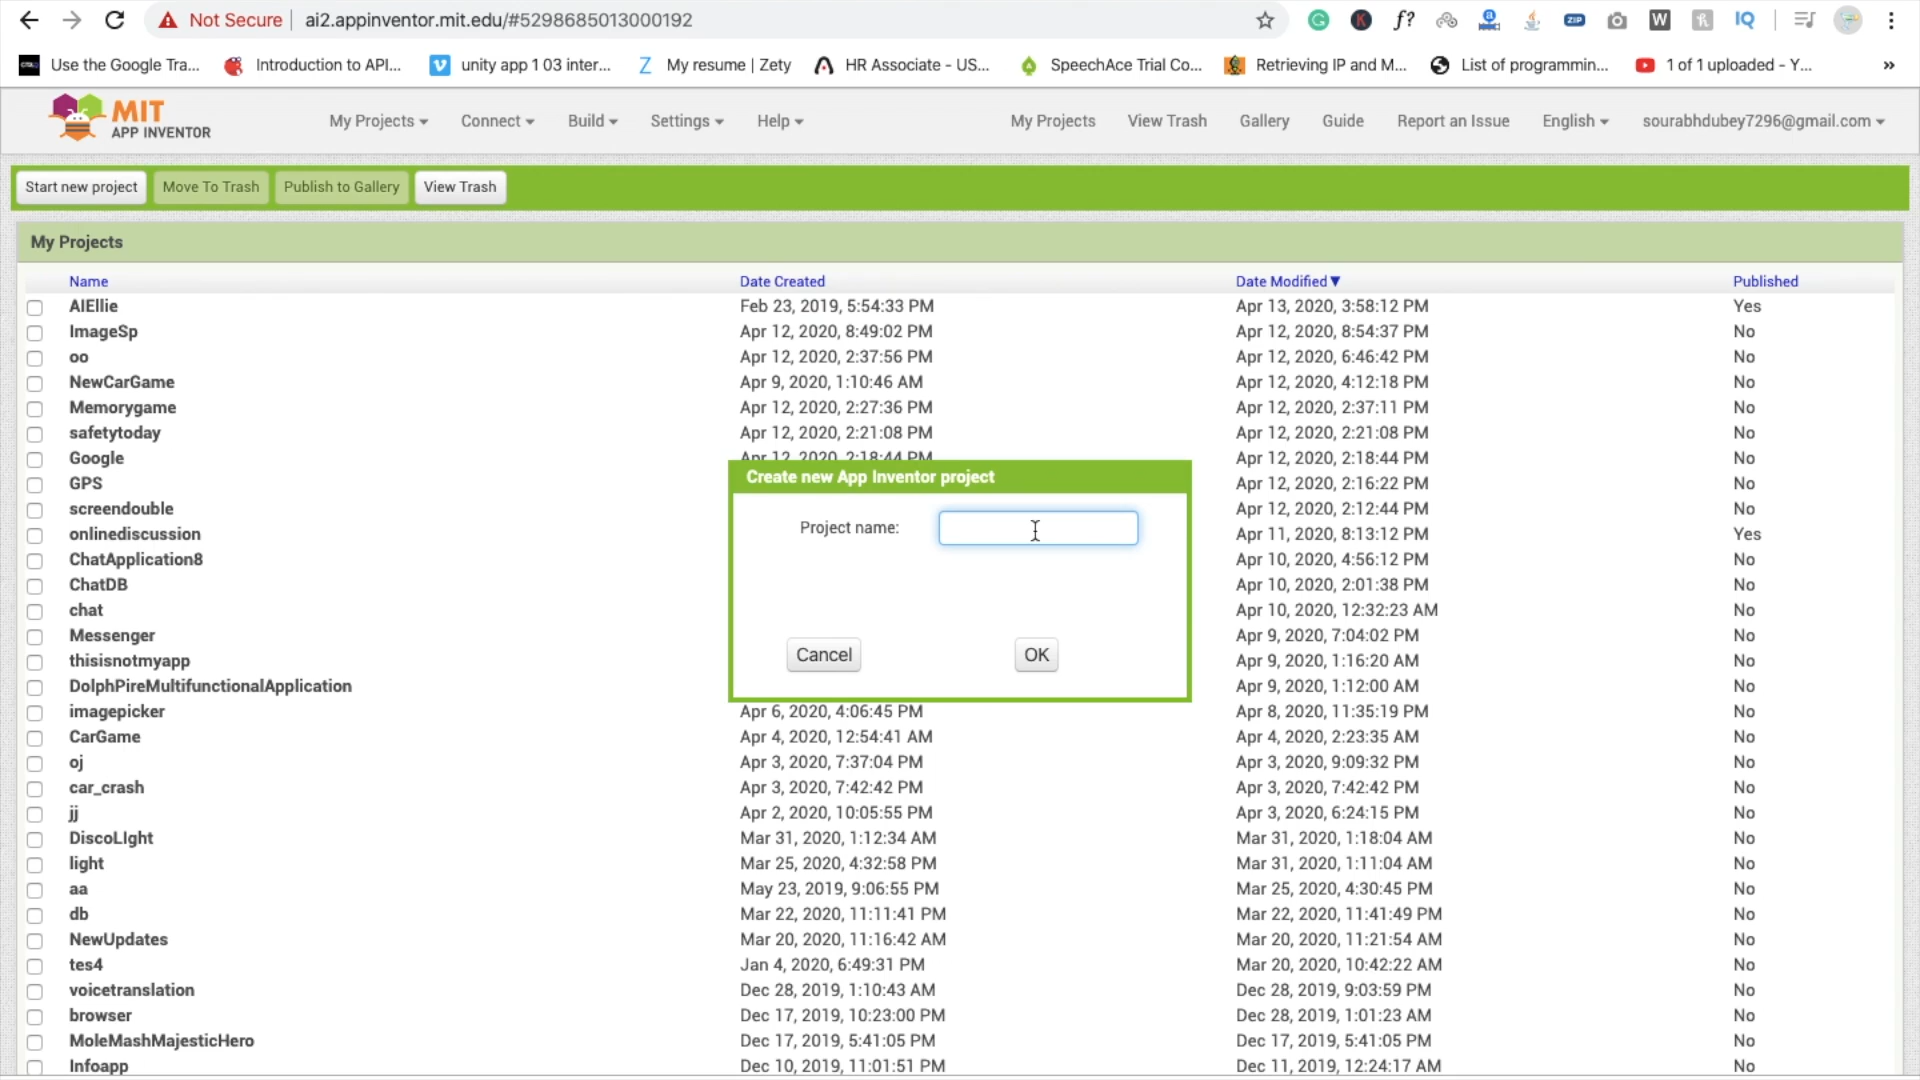 Not Secure ai2.appinventor.mit.edu/#5298685013000192
Use the Google Tra... Introduction to API... unity app 1 03 inter... My resume | Zety HR Associate - US... SpeechAce Trial Co... Retrieving IP and M... List of programmin... 1 of 1 uploaded - Y... »
MIT APP INVENTOR My Projects Connect Build Settings Help My Projects View Trash Gallery Guide Report an Issue English sourabhdubey7296@gmail.com
Start new project Move To Trash Publish to Gallery View Trash
My Projects
Name Date Created Date Modified Published
AIEllie Feb 23, 2019, 5:54:33 PM Apr 13, 2020, 3:58:12 PM Yes
ImageSp Apr 12, 2020, 8:49:02 PM Apr 12, 2020, 8:54:37 PM No
oo Apr 12, 2020, 2:37:56 PM Apr 12, 2020, 6:46:42 PM No
NewCarGame Apr 9, 2020, 1:10:46 AM Apr 12, 2020, 4:12:18 PM No
Memorygame Apr 12, 2020, 2:27:36 PM Apr 12, 2020, 2:37:11 PM No
safetytoday Apr 12, 2020, 2:21:08 PM Apr 12, 2020, 2:21:08 PM No
Google Apr 12, 2020, 2:18:44 PM Apr 12, 2020, 2:18:44 PM No
GPS Apr 12, 2020, 2:16:22 PM No
screendouble Apr 12, 2020, 2:12:44 PM No
onlinediscussion Apr 11, 2020, 8:13:12 PM Yes
ChatApplication8 Apr 10, 2020, 4:56:12 PM No
ChatDB Apr 10, 2020, 2:01:38 PM No
chat Apr 10, 2020, 12:32:23 AM No
Messenger Apr 9, 2020, 7:04:02 PM No
thisisnotmyapp Apr 9, 2020, 1:16:20 AM No
DolphPireMultifunctionalApplication Apr 9, 2020, 1:12:00 AM No
imagepicker Apr 6, 2020, 4:06:45 PM Apr 8, 2020, 11:35:19 PM No
CarGame Apr 4, 2020, 12:54:41 AM Apr 4, 2020, 2:23:35 AM No
oj Apr 3, 2020, 7:37:04 PM Apr 3, 2020, 9:09:32 PM No
car_crash Apr 3, 2020, 7:42:42 PM Apr 3, 2020, 7:42:42 PM No
jj Apr 2, 2020, 10:05:55 PM Apr 3, 2020, 6:24:15 PM No
DiscoLIght Mar 31, 2020, 1:12:34 AM Mar 31, 2020, 1:18:04 AM No
light Mar 25, 2020, 4:32:58 PM Mar 31, 2020, 1:11:04 AM No
aa May 23, 2019, 9:06:55 PM Mar 25, 2020, 4:30:45 PM No
db Mar 22, 2020, 11:11:41 PM Mar 22, 2020, 11:41:49 PM No
NewUpdates Mar 20, 2020, 11:16:42 AM Mar 20, 2020, 11:21:54 AM No
tes4 Jan 4, 2020, 6:49:31 PM Mar 20, 2020, 10:42:22 AM No
voicetranslation Dec 28, 2019, 1:10:43 AM Dec 28, 2019, 9:03:59 PM No
browser Dec 17, 2019, 10:23:00 PM Dec 28, 2019, 1:01:23 AM No
MoleMashMajesticHero Dec 17, 2019, 5:41:05 PM Dec 17, 2019, 5:41:05 PM No
Infoapp Dec 10, 2019, 11:01:51 PM Dec 11, 2019, 12:24:17 AM No
Create new App Inventor project
Project name:
Cancel OK